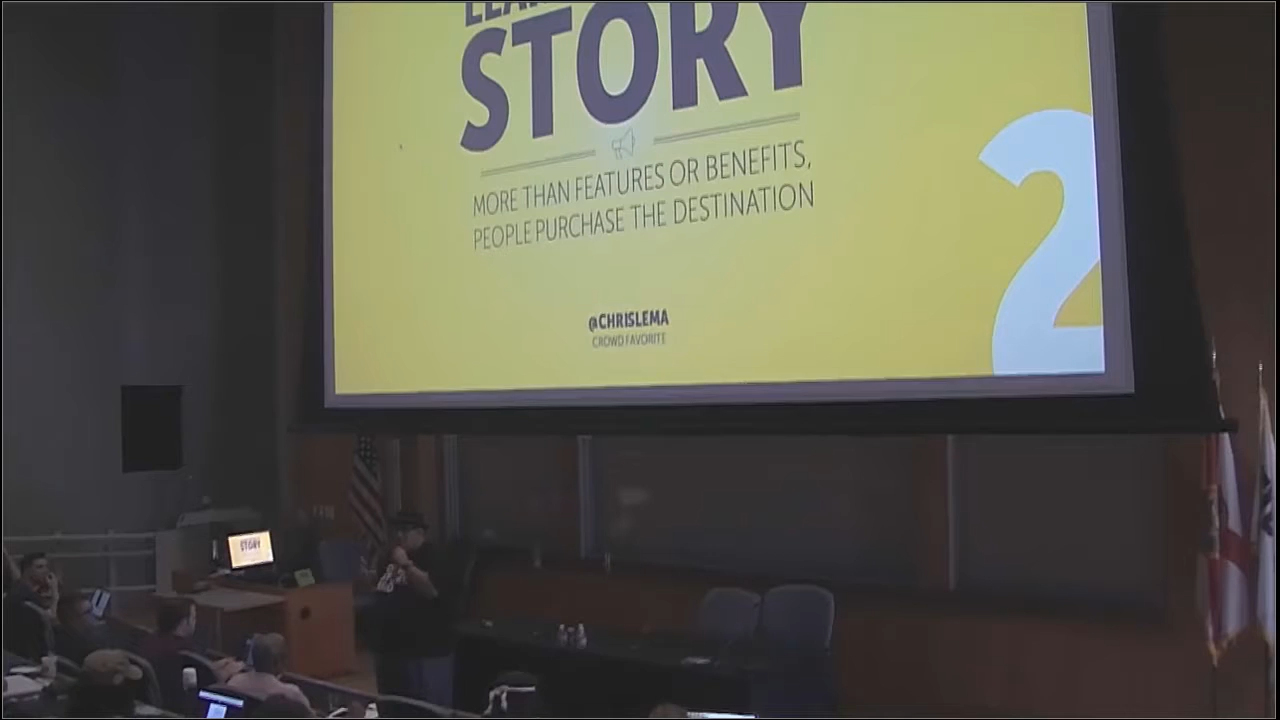 STORY
MORE THAN FEATURES OR BENEFITS,
PEOPLE PURCHASE THE DESTINATION
@CHRISLEMA
CROWD FAVORITE
2
STORY